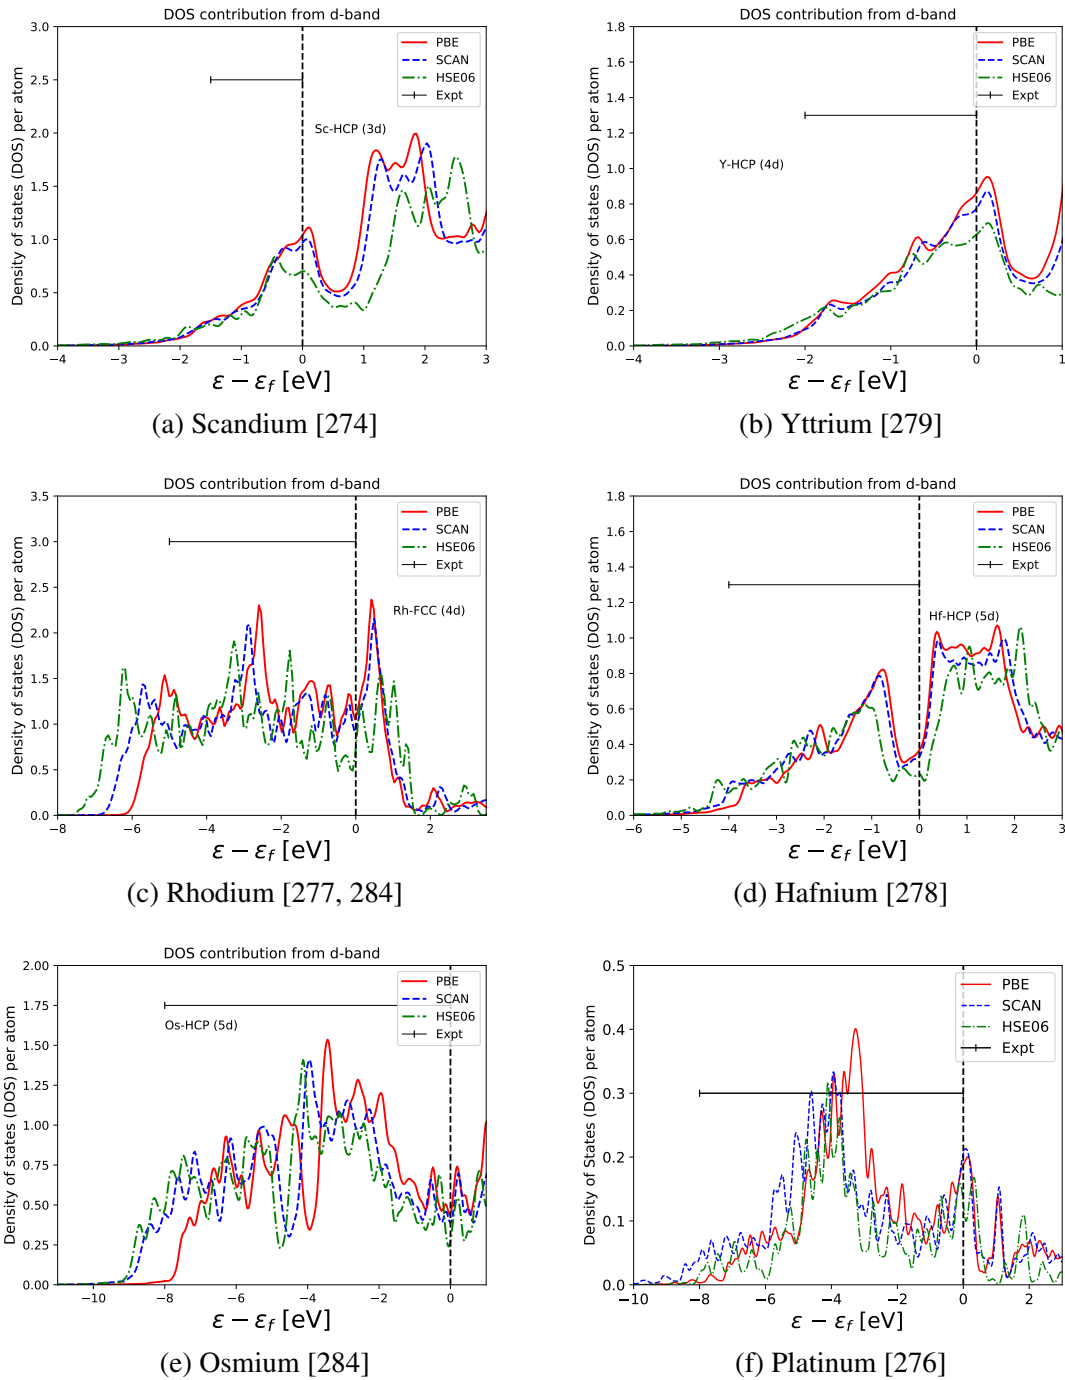 DOS contribution from d-band
Density of states (DOS) per atom
3.0
2.5
2.0
1.5
1.0
0.5
0.0
PBE
SCAN
HSE06
Expt
Sc-HCP (3d)
−4 −3 −2 −1 0 1 2 3
ε − εf [eV]
(a) Scandium [274]
DOS contribution from d-band
Density of states (DOS) per atom
1.8
1.6
1.4
1.2
1.0
0.8
0.6
0.4
0.2
0.0
PBE
SCAN
HSE06
Expt
Y-HCP (4d)
−4 −3 −2 −1 0 1
ε − εf [eV]
(b) Yttrium [279]
DOS contribution from d-band
Density of states (DOS) per atom
3.5
3.0
2.5
2.0
1.5
1.0
0.5
0.0
PBE
SCAN
HSE06
Expt
Rh-FCC (4d)
−8 −6 −4 −2 0 2
ε − εf [eV]
(c) Rhodium [277, 284]
DOS contribution from d-band
Density of states (DOS) per atom
1.8
1.6
1.4
1.2
1.0
0.8
0.6
0.4
0.2
0.0
PBE
SCAN
HSE06
Expt
Hf-HCP (5d)
−6 −5 −4 −3 −2 −1 0 1 2 3
ε − εf [eV]
(d) Hafnium [278]
DOS contribution from d-band
Density of states (DOS) per atom
2.00
1.75
1.50
1.25
1.00
0.75
0.50
0.25
0.00
PBE
SCAN
HSE06
Expt
Os-HCP (5d)
−10 −8 −6 −4 −2 0
ε − εf [eV]
(e) Osmium [284]
Density of States (DOS) per atom
0.5
0.4
0.3
0.2
0.1
0.0
PBE
SCAN
HSE06
Expt
−10 −8 −6 −4 −2 0 2
ε − εf [eV]
(f) Platinum [276]